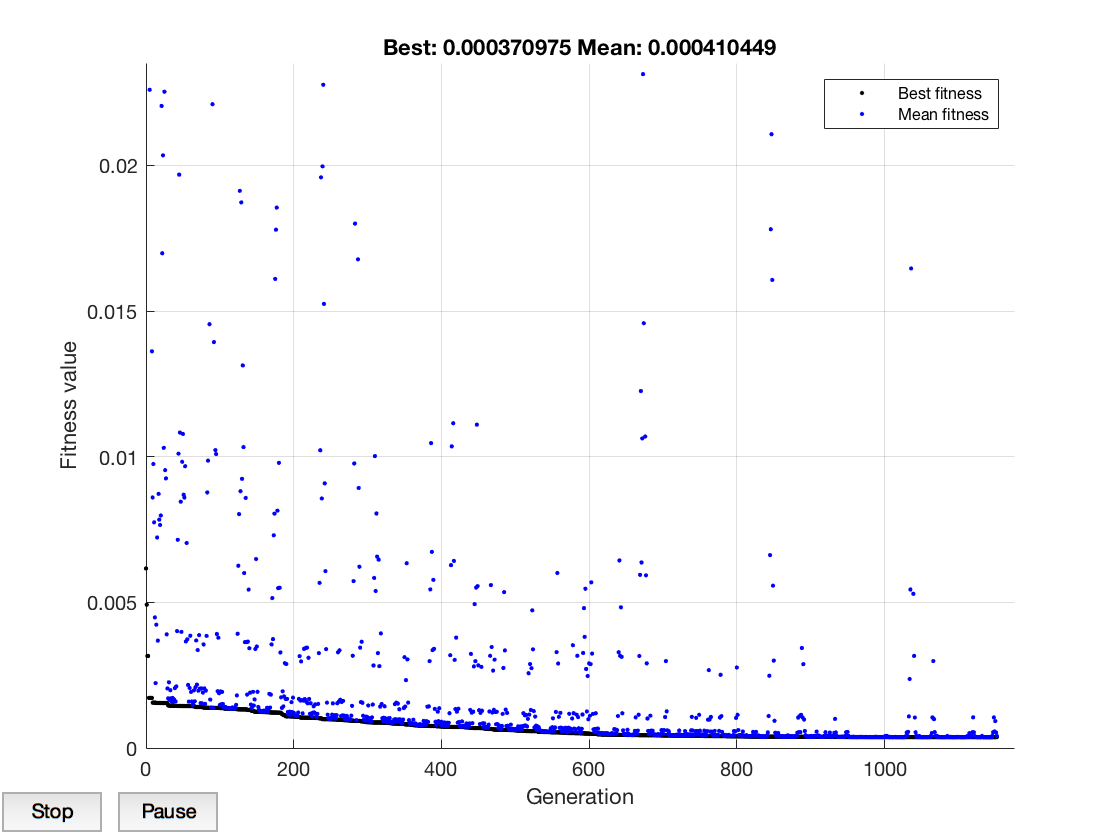 Best: 0.000370975 Mean: 0.000410449
Best fitness
Mean fitness
Fitness value
0.02
0.015
0.01
0.005
0
0 200 400 600 800 1000
Generation
Stop Pause